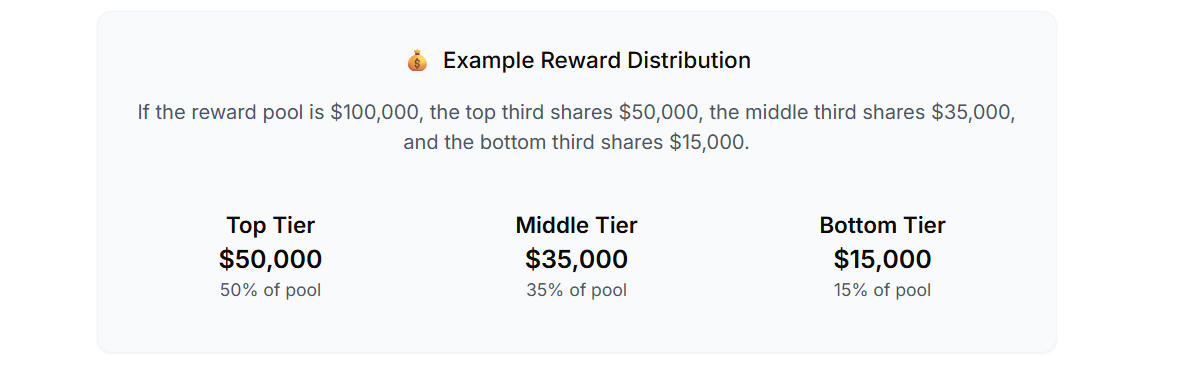 Example Reward Distribution
If the reward pool is $100,000, the top third shares $50,000, the middle third shares $35,000,
and the bottom third shares $15,000.
Top Tier
$50,000
50% of pool
Middle Tier
$35,000
35% of pool
Bottom Tier
$15,000
15% of pool